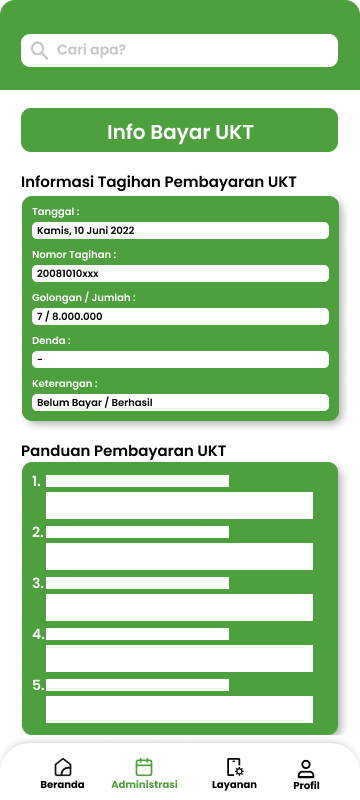 Cari apa?
Info Bayar UKT
Informasi Tagihan Pembayaran UKT
Tanggal :
Kamis, 10 Juni 2022
Nomor Tagihan :
20081010xxx
Golongan / Jumlah :
7 / 8.000.000
Denda :
-
Keterangan :
Belum Bayar / Berhasil
Panduan Pembayaran UKT
1.
2.
3.
4.
5.
Beranda Administrasi Layanan Profil